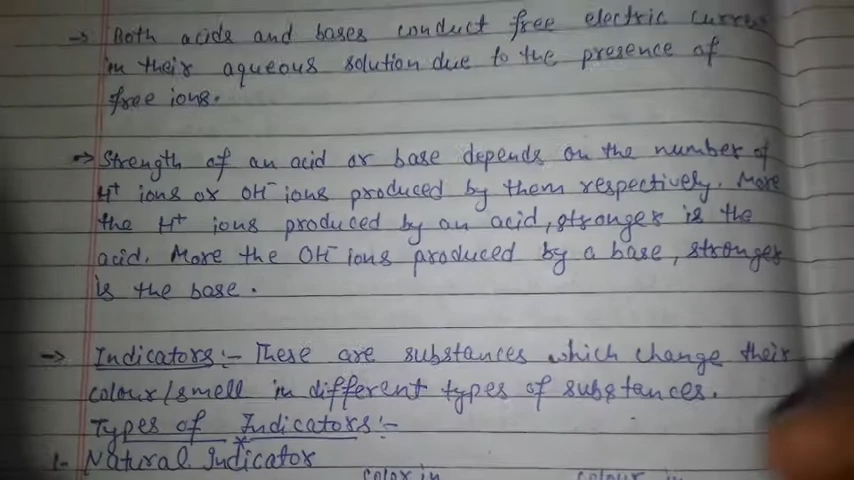 → Both acids and bases conduct free electric current
in their aqueous solution due to the presence of
free ions.
→ Strength of an acid or base depends on the number of
H⁺ ions or OH⁻ ions produced by them respectively. More
the H⁺ ions produced by an acid, stronger is the
acid. More the OH⁻ ions produced by a base, stronger
is the base.
→ Indicators:- These are substances which change their
colour/smell in different types of substances.
Types of Indicators:-
1- Natural Indicator
color in colour in